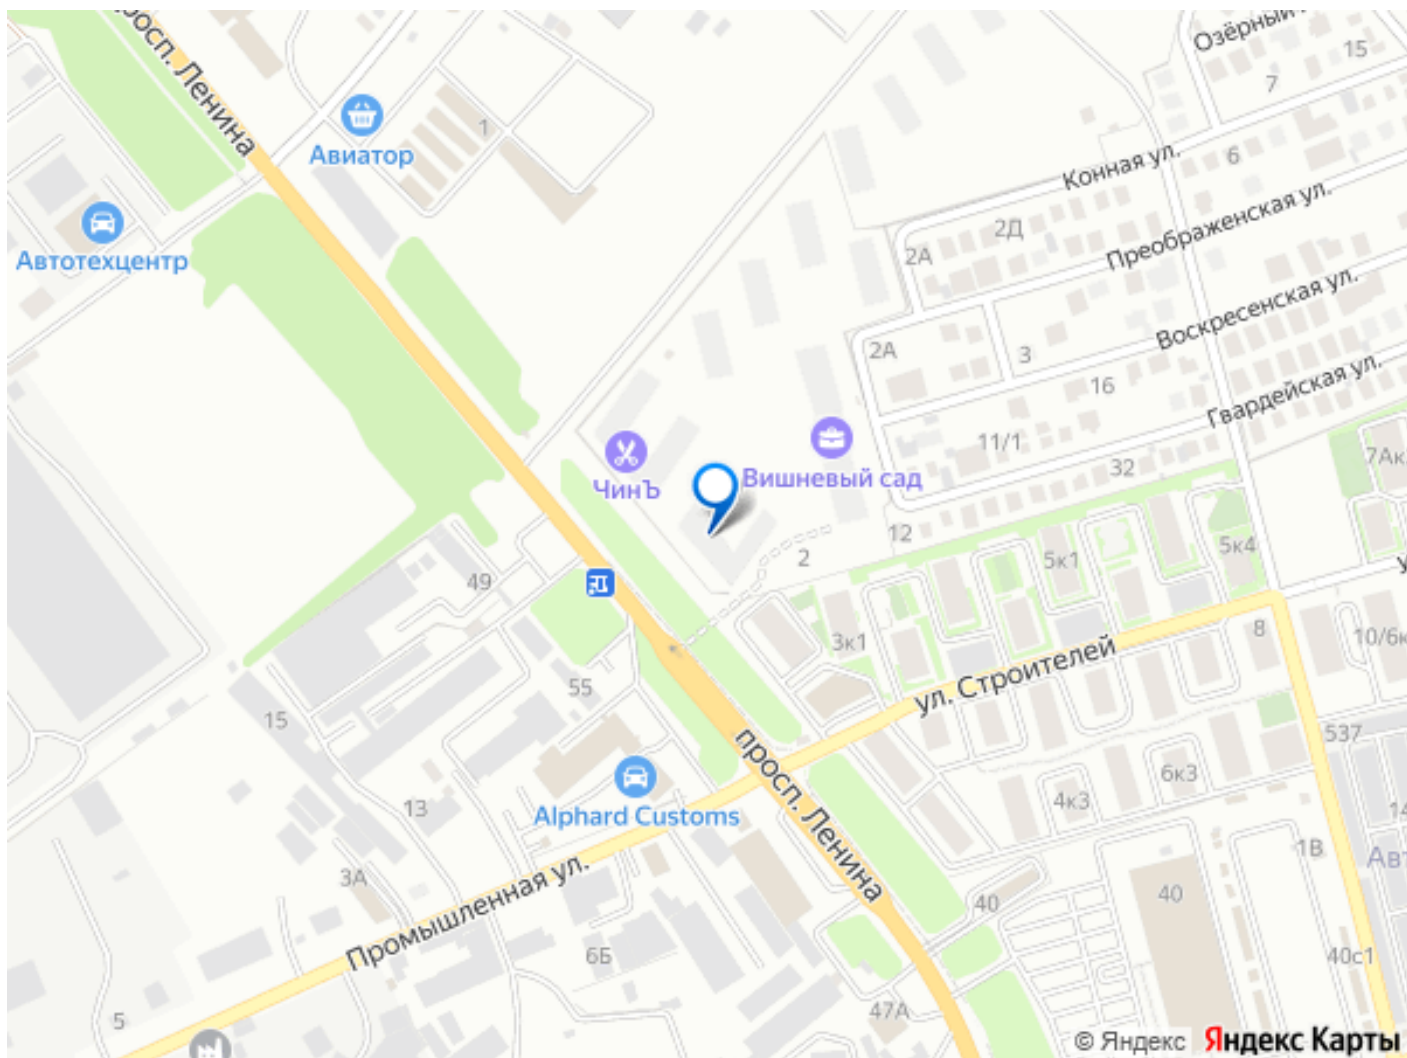 просп. Ленина
Озёрный
15
7
Авиатор
1
Конная ул.
6
Преображенская ул.
2Д
2А
Автотехцентр
Воскресенская ул.
2А
3
16
Гвардейская ул.
11/1
32
7Ак.
ЧинЪ
Вишневый сад
12
2
5к1
5к4
49
3к1
8
10/6к
ул. Строителей
55
15
537
просп. Ленина
6к3
4к3
13
Alphard Customs
14
1В
Авт
3А
Промышленная ул.
40
40
6Б
40с1
47А
5
© Яндекс Яндекс Карты